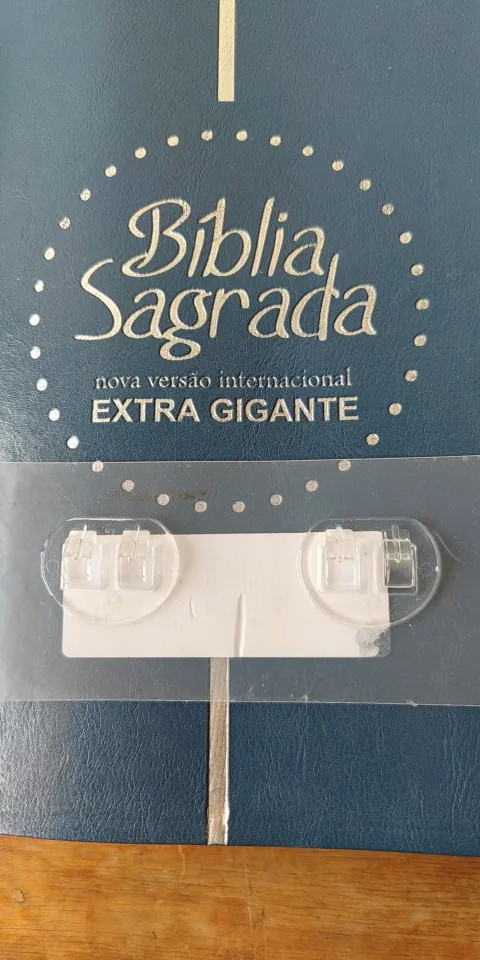 Bíblia
Sagrada
nova versão internacional
EXTRA GIGANTE